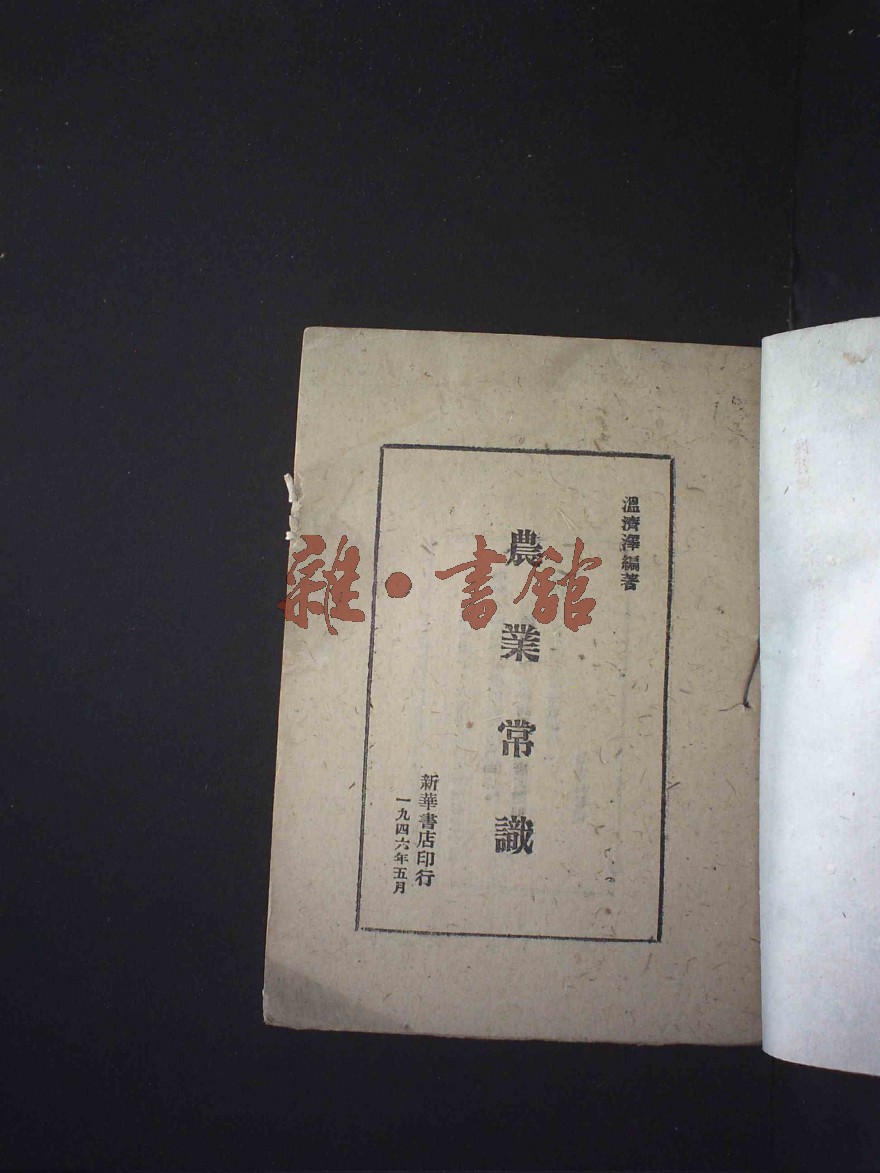 溫濟澤編著
農業常識
新華書店印行
一九四六年五月
雜·書館